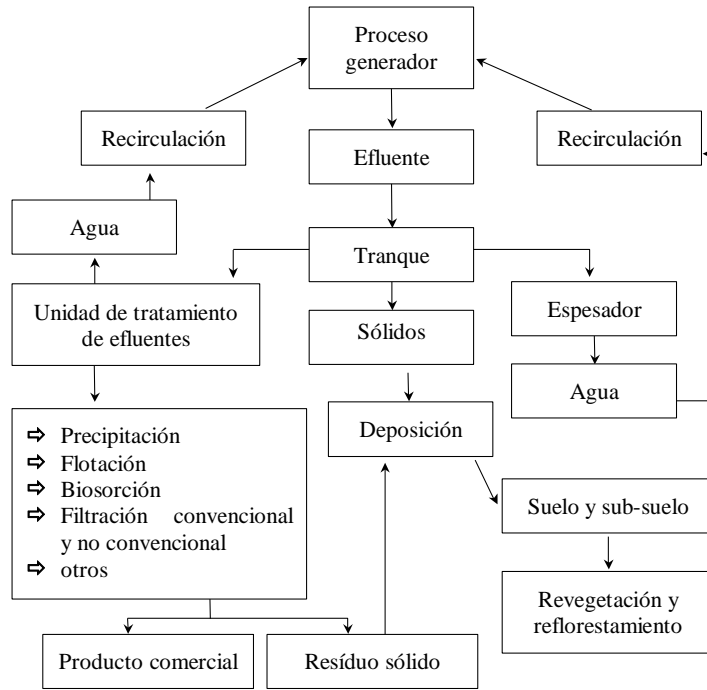 Proceso
generador
Recirculación
Recirculación
Efluente
Agua
Tranque
Unidad de tratamiento
de efluentes
Sólidos
Espesador
Agua
Deposición
Precipitación
Flotación
Biosorción
Filtración convencional
y no convencional
otros
Suelo y sub-suelo
Revegetación y
reflorestamiento
Producto comercial
Resíduo sólido